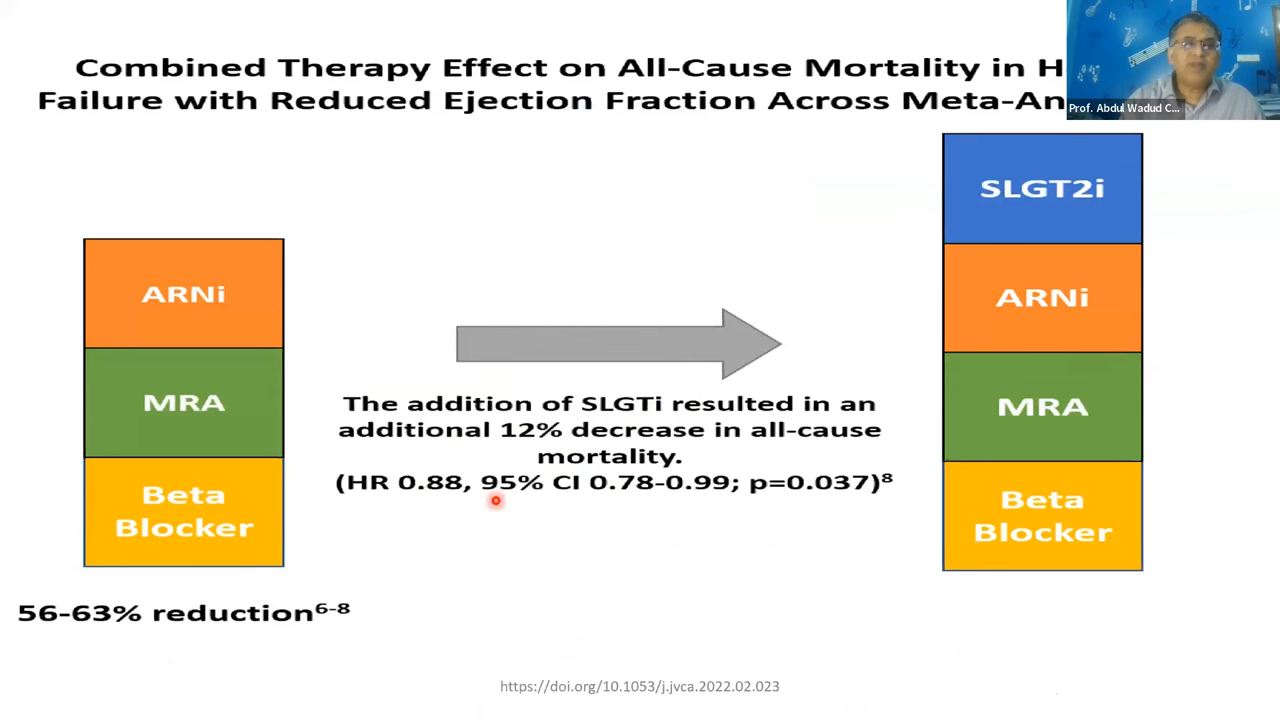 Combined Therapy Effect on All-Cause Mortality in H
Failure with Reduced Ejection Fraction Across Meta-An
Prof. Abdul Wadud C...
SLGT2i
ARNi
MRA
Beta
Blocker
ARNi
MRA
Beta
Blocker
The addition of SLGTi resulted in an
additional 12% decrease in all-cause
mortality.
(HR 0.88, 95% CI 0.78-0.99; p=0.037)⁸
56-63% reduction⁶⁻⁸
https://doi.org/10.1053/j.jvca.2022.02.023